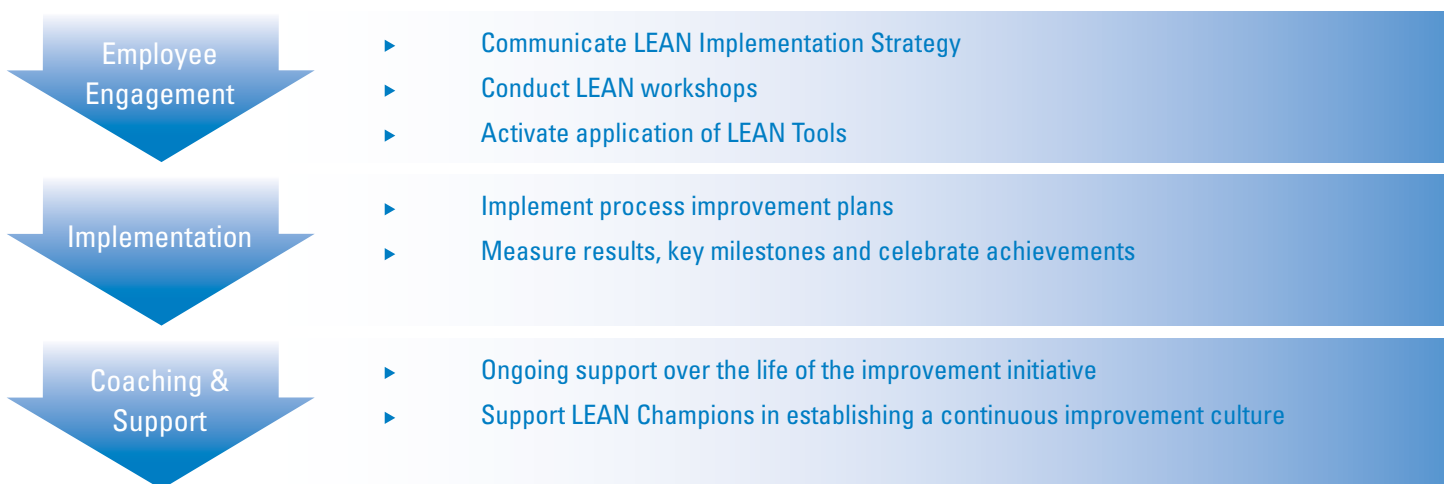 Employee
Engagement
► Communicate LEAN Implementation Strategy
► Conduct LEAN workshops
► Activate application of LEAN Tools
Implementation
► Implement process improvement plans
► Measure results, key milestones and celebrate achievements
Coaching &
Support
► Ongoing support over the life of the improvement initiative
► Support LEAN Champions in establishing a continuous improvement culture